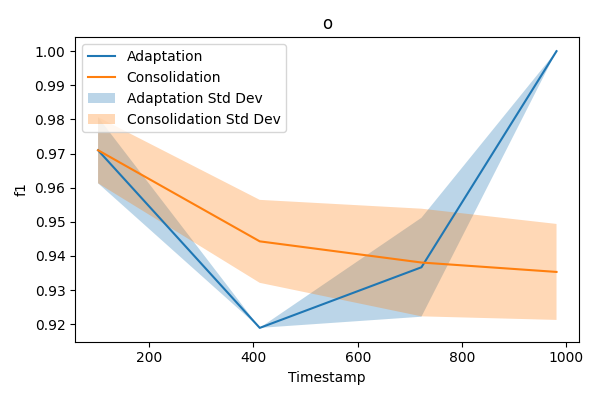 o
1.00
0.99
0.98
0.97
0.96
0.95
0.94
0.93
0.92
f1
Adaptation
Consolidation
Adaptation Std Dev
Consolidation Std Dev
200 400 600 800 1000
Timestamp